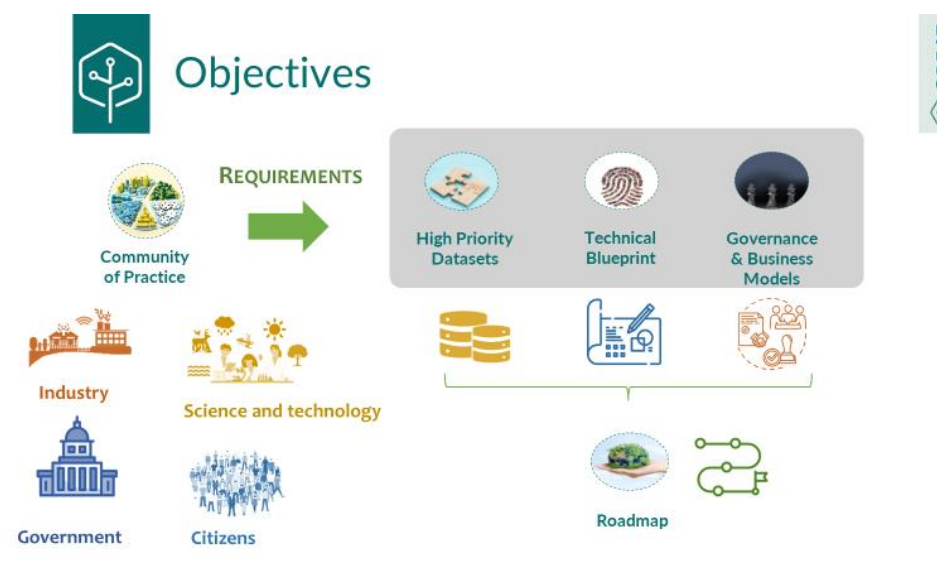 Objectives
REQUIREMENTS
Community
of Practice
High Priority
Datasets
Technical
Blueprint
Governance
& Business
Models
Industry
Science and technology
Government
Citizens
Roadmap